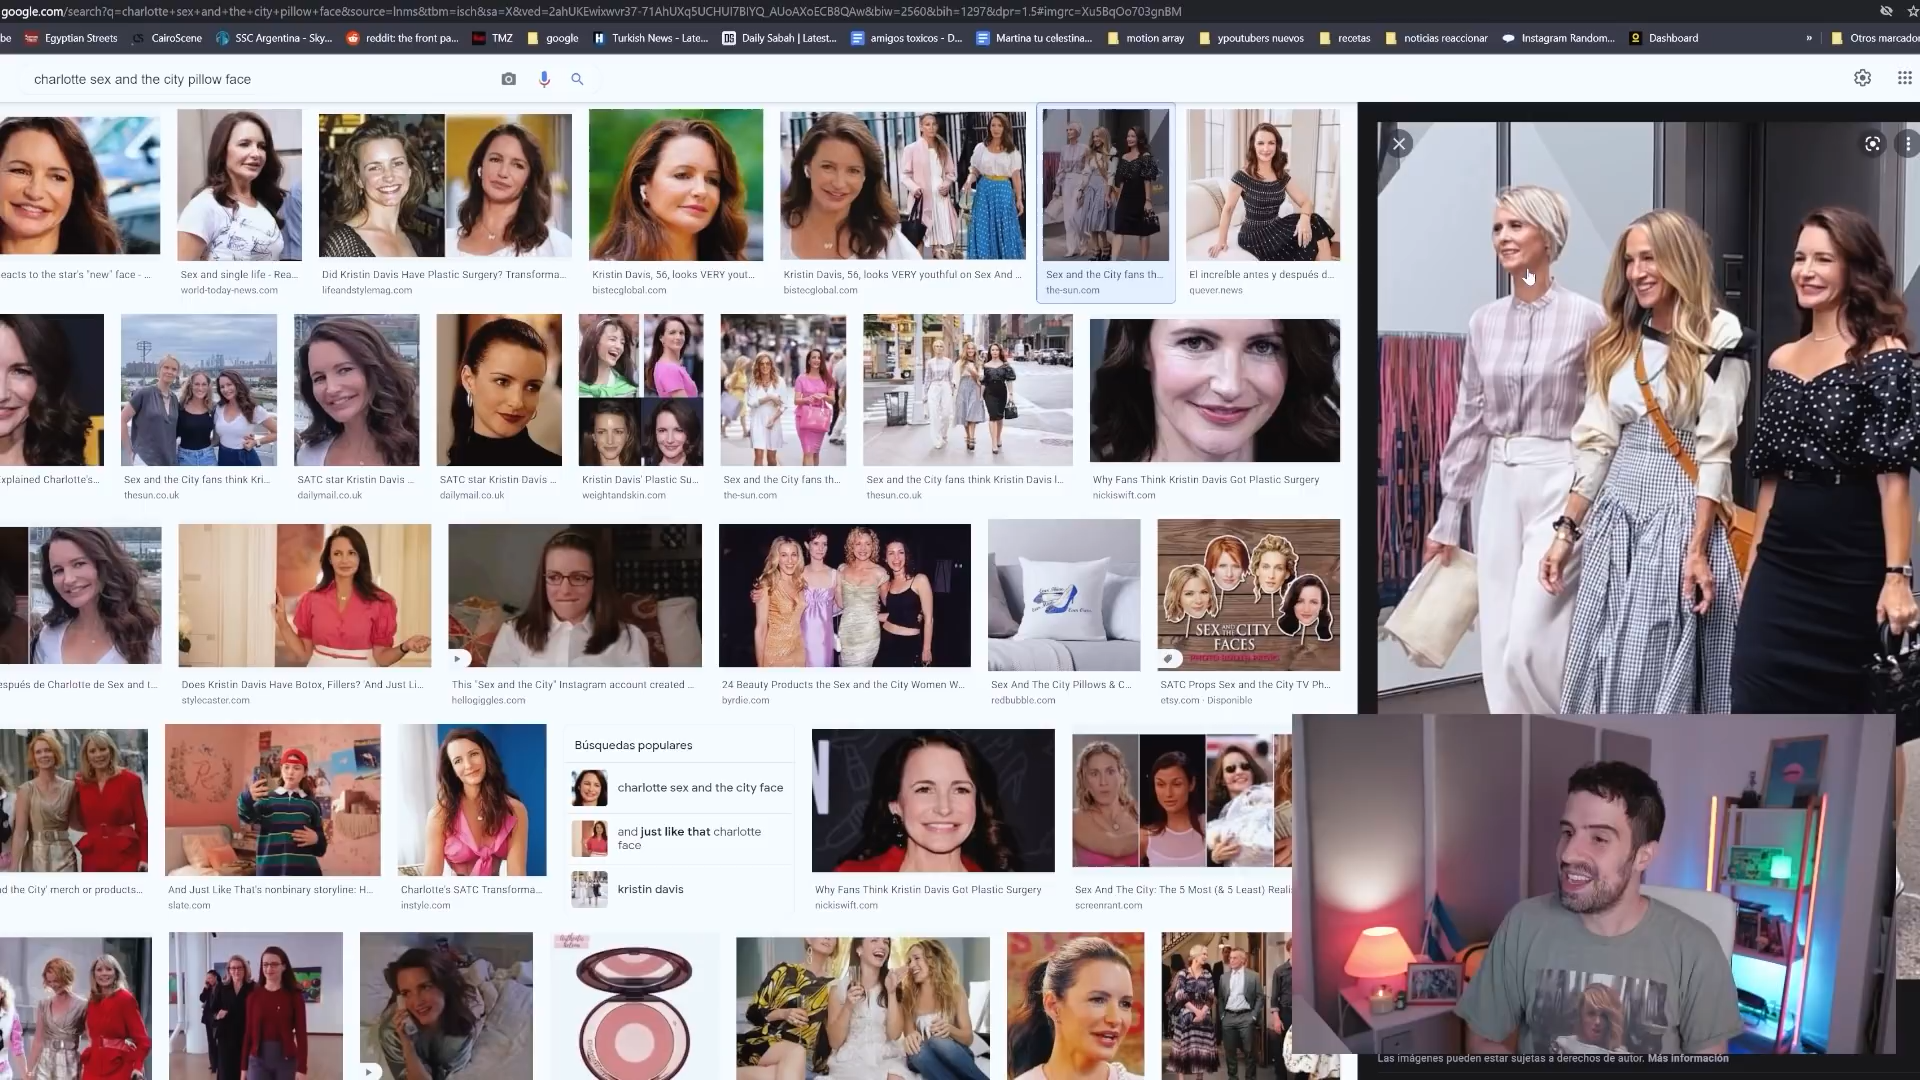 google.com/search?q=charlotte+sex+and+the+city+pillow+face&source=lnms&tbm=isch&sa=X&ved=2ahUKEwixwvr37-71AhUXq5UCHUI7BIYQ_AUoAXoECB8QAw&biw=2560&bih=1297&dpr=1.5#imgrc=Xu5BqOo703gnBM
be Egyptian Streets CairoScene SSC Argentina - Sky... reddit: the front pa... TMZ google Turkish News - Late... Daily Sabah | Latest... amigos toxicos - D... Martina tu celestina... motion array ypoutubers nuevos recetas noticias reaccionar Instagram Random... Dashboard » Otros marcador
charlotte sex and the city pillow face
eacts to the star's "new" face - ...
Sex and single life - Rea...
world-today-news.com
Did Kristin Davis Have Plastic Surgery? Transforma...
lifeandstylemag.com
Kristin Davis, 56, looks VERY yout...
bistecglobal.com
Kristin Davis, 56, looks VERY youthful on Sex And ...
bistecglobal.com
Sex and the City fans th...
the-sun.com
El increíble antes y después d...
quever.news
xplained Charlotte's...
Sex and the City fans think Kri...
thesun.co.uk
SATC star Kristin Davis ...
dailymail.co.uk
SATC star Kristin Davis ...
dailymail.co.uk
Kristin Davis' Plastic Su...
weightandskin.com
Sex and the City fans th...
the-sun.com
Sex and the City fans think Kristin Davis l...
thesun.co.uk
Why Fans Think Kristin Davis Got Plastic Surgery
nickiswift.com
SEX AND THE CITY
FACES
PHOTO BOOTH PROPS
espués de Charlotte de Sex and t...
Does Kristin Davis Have Botox, Fillers? 'And Just Li...
stylecaster.com
This "Sex and the City" Instagram account created ...
hellogiggles.com
24 Beauty Products the Sex and the City Women W...
byrdie.com
Sex And The City Pillows & C...
redbubble.com
SATC Props Sex and the City TV Ph...
etsy.com · Disponible
Búsquedas populares
charlotte sex and the city face
and just like that charlotte
face
kristin davis
d the City' merch or products...
And Just Like That's nonbinary storyline: H...
slate.com
Charlotte's SATC Transforma...
instyle.com
Why Fans Think Kristin Davis Got Plastic Surgery
nickiswift.com
Sex And The City: The 5 Most (& 5 Least) Reali
screenrant.com
Las imágenes pueden estar sujetas a derechos de autor. Más información